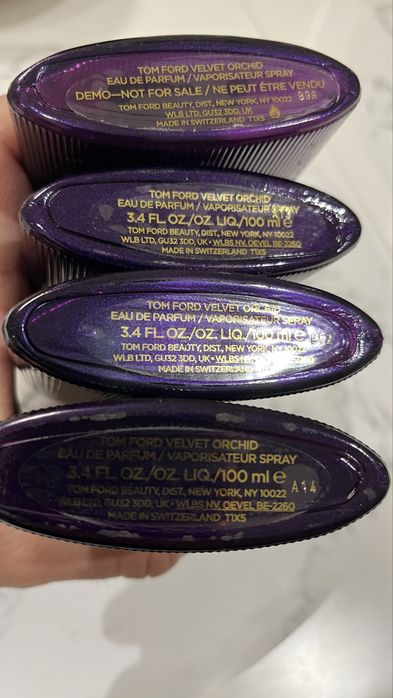 TOM FORD VELVET ORCHID
EAU DE PARFUM / VAPORISATEUR SPRAY
DEMO—NOT FOR SALE / NE PEUT ÊTRE VENDU
TOM FORD BEAUTY, DIST., NEW YORK, NY 10022
WLB LTD, GU32 3DD, UK
MADE IN SWITZERLAND T1X5
TOM FORD VELVET ORCHID
EAU DE PARFUM / VAPORISATEUR SPRAY
3.4 FL. OZ./OZ. LIQ./100 ml e
TOM FORD BEAUTY, DIST., NEW YORK, NY 10022
WLB LTD, GU32 3DD, UK • WLBS NV, OEVEL BE-2260
MADE IN SWITZERLAND T1X5
TOM FORD VELVET ORCHID
EAU DE PARFUM / VAPORISATEUR SPRAY
3.4 FL. OZ./OZ. LIQ./100 ml e
TOM FORD BEAUTY, DIST., NEW YORK, NY 10022
WLB LTD, GU32 3DD, UK • WLBS NV,
MADE IN SWITZERLAND
TOM FORD VELVET ORCHID
EAU DE PARFUM / VAPORISATEUR SPRAY
3.4 FL. OZ./OZ. LIQ./100 ml e A14
TOM FORD BEAUTY, DIST., NEW YORK, NY 10022
WLB LTD, GU32 3DD, UK • WLBS NV, OEVEL BE-2260
MADE IN SWITZERLAND T1X5